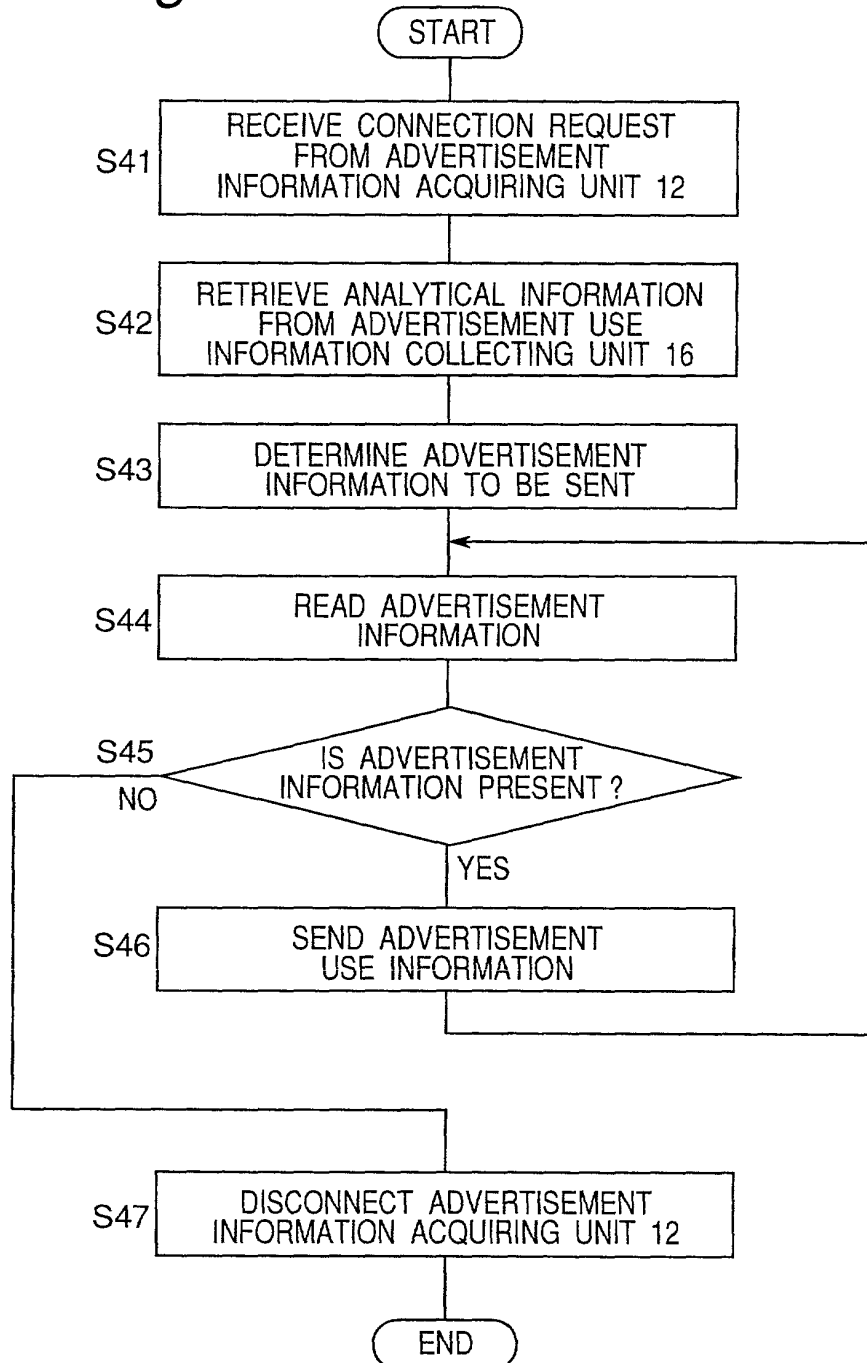 START
S41
RECEIVE CONNECTION REQUEST
FROM ADVERTISEMENT
INFORMATION ACQUIRING UNIT 12
S42
RETRIEVE ANALYTICAL INFORMATION
FROM ADVERTISEMENT USE
INFORMATION COLLECTING UNIT 16
S43
DETERMINE ADVERTISEMENT
INFORMATION TO BE SENT
S44
READ ADVERTISEMENT
INFORMATION
S45
NO
IS ADVERTISEMENT
INFORMATION PRESENT ?
YES
S46
SEND ADVERTISEMENT
USE INFORMATION
S47
DISCONNECT ADVERTISEMENT
INFORMATION ACQUIRING UNIT 12
END